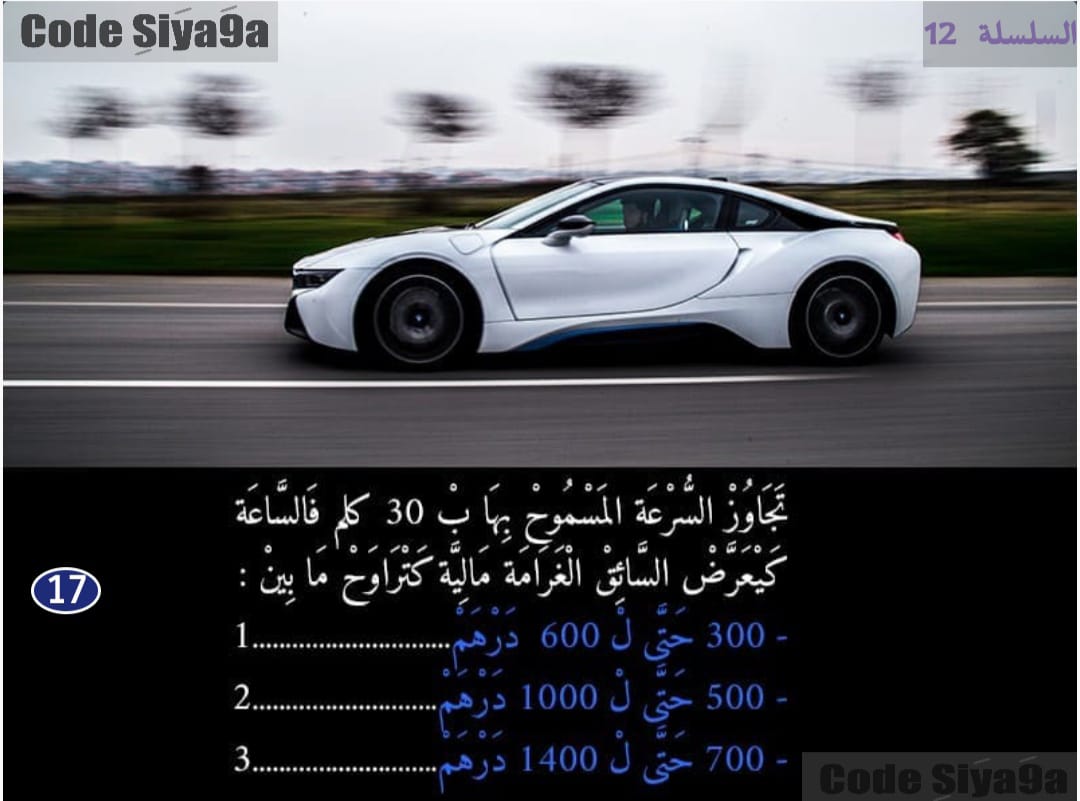 Code Siya9a
السلسلة 12
تَجَاوُزْ السُّرْعَة المَسْمُوحْ بِهَا بْ 30 كلم فَالسَّاعَة
كَيْعَرَّضْ السَّائِقْ الْغَرَامَة مَالِيَّة كَتْرَاوَحْ مَا بِينْ :
17
- 300 حَتَّى لْ 600 دَرْهَمْ..............................1
- 500 حَتَّى لْ 1000 دَرْهَمْ............................2
- 700 حَتَّى لْ 1400 دَرْهَمْ............................3
Code Siya9a